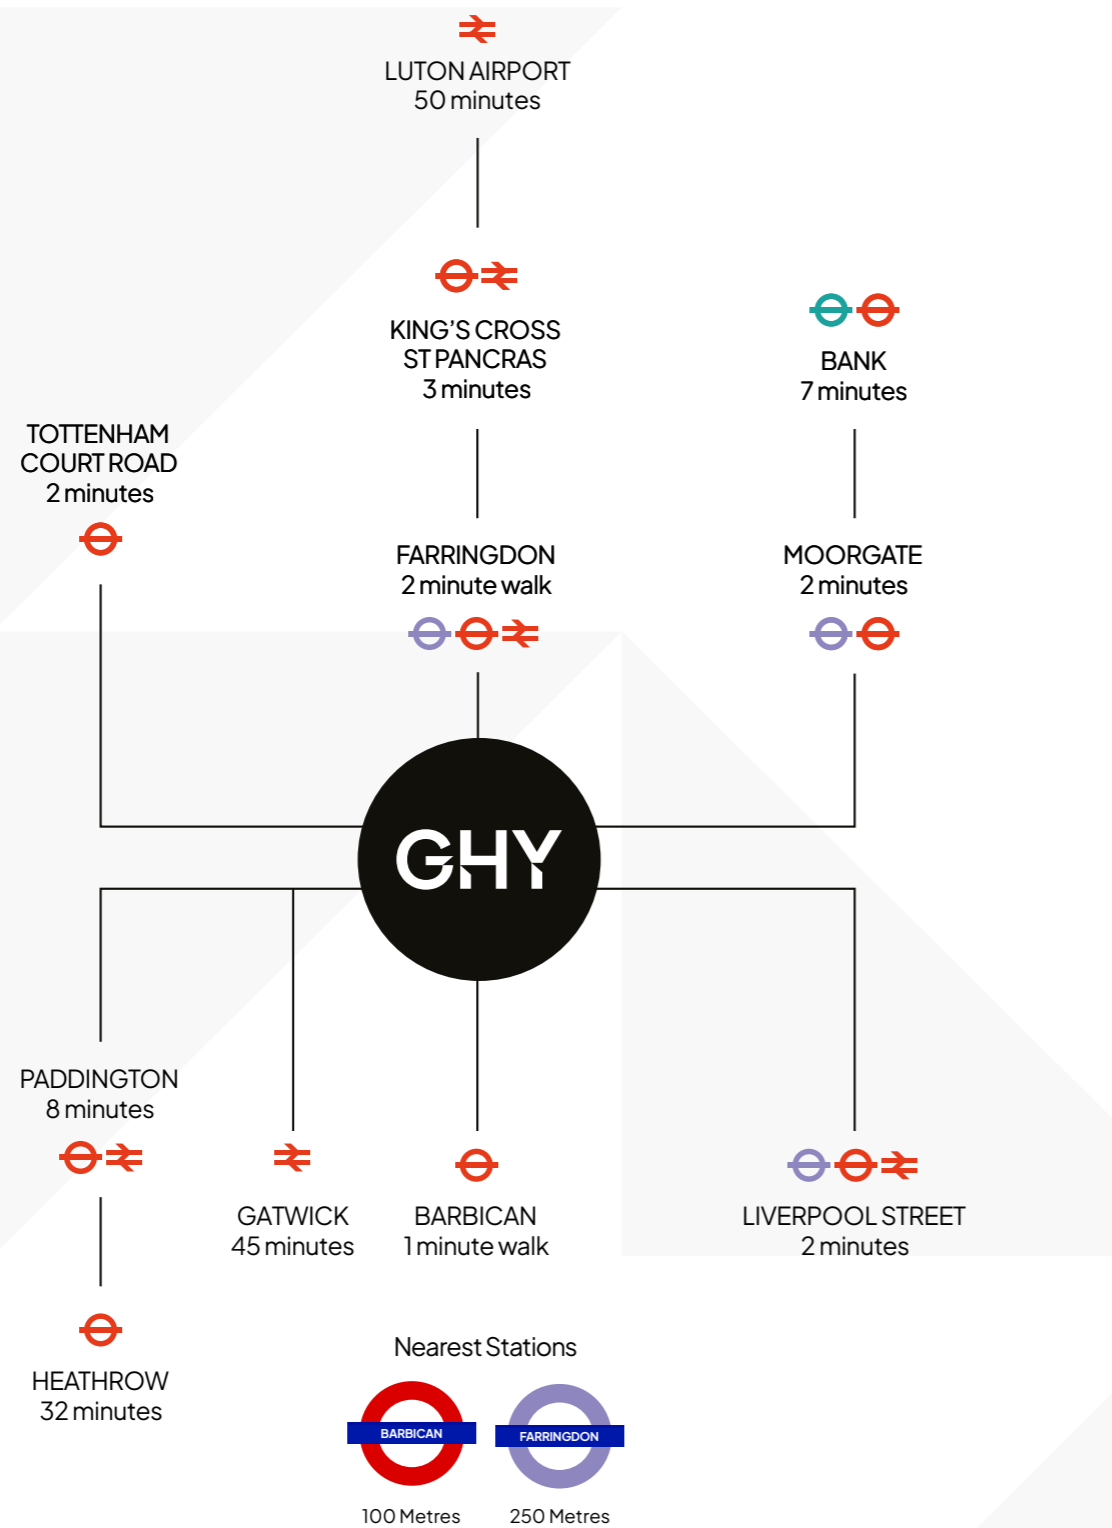 LUTON AIRPORT
50 minutes
KING’S CROSS
ST PANCRAS
3 minutes
BANK
7 minutes
TOTTENHAM
COURT ROAD
2 minutes
FARRINGDON
2 minute walk
MOORGATE
2 minutes
GHY
PADDINGTON
8 minutes
GATWICK
45 minutes
BARBICAN
1 minute walk
LIVERPOOL STREET
2 minutes
HEATHROW
32 minutes
Nearest Stations
BARBICAN
FARRINGDON
100 Metres
250 Metres